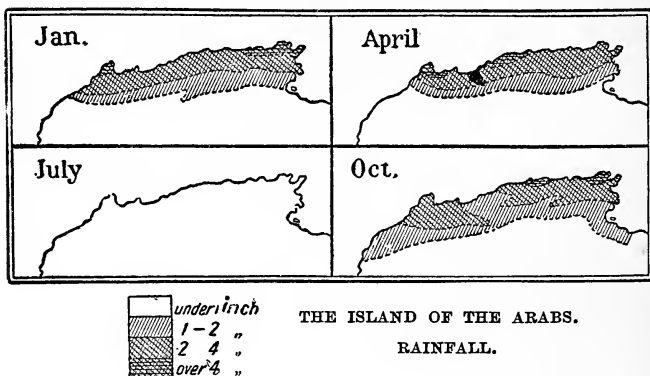 Jan.
April
July
Oct.
under 1 inch
1-2 „
2 4 „
over 4 „
THE ISLAND OF THE ARABS.
RAINFALL.